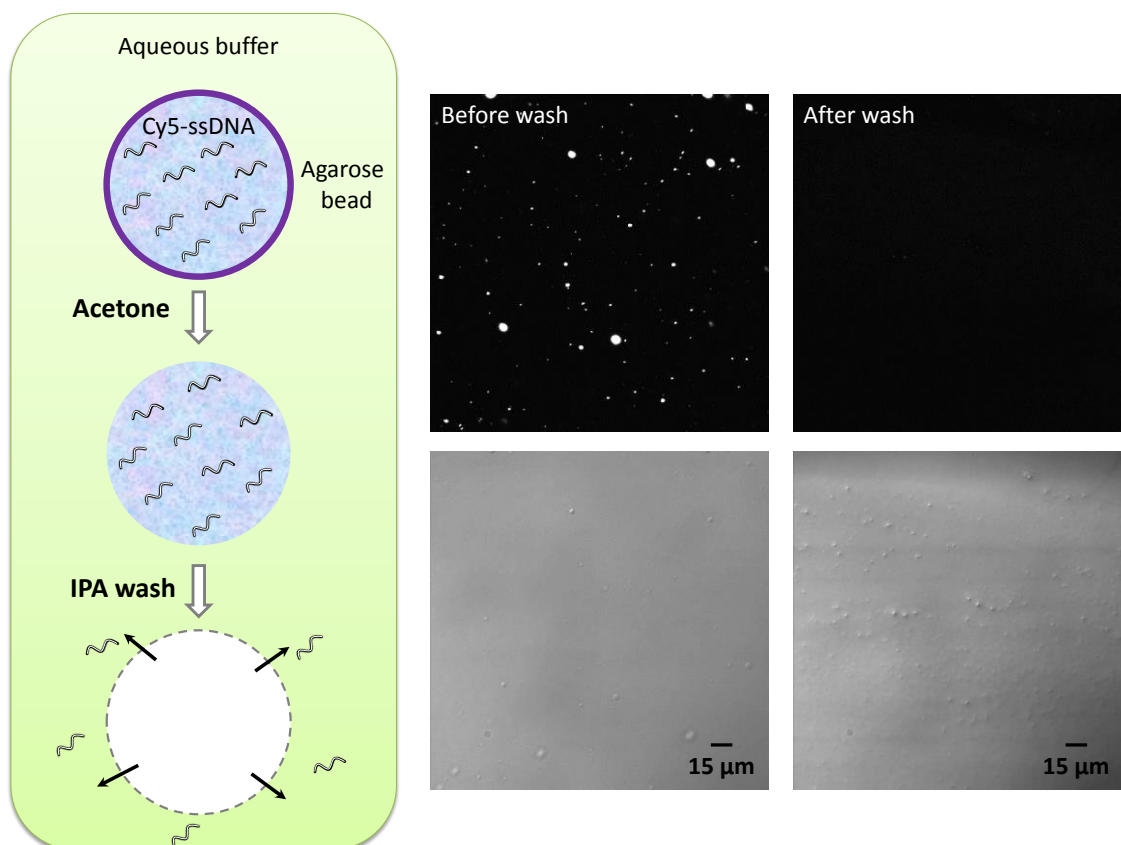 Aqueous buffer
Cy5-ssDNA
Agarose
bead
Acetone
IPA wash
Before wash
After wash
15 µm
15 µm